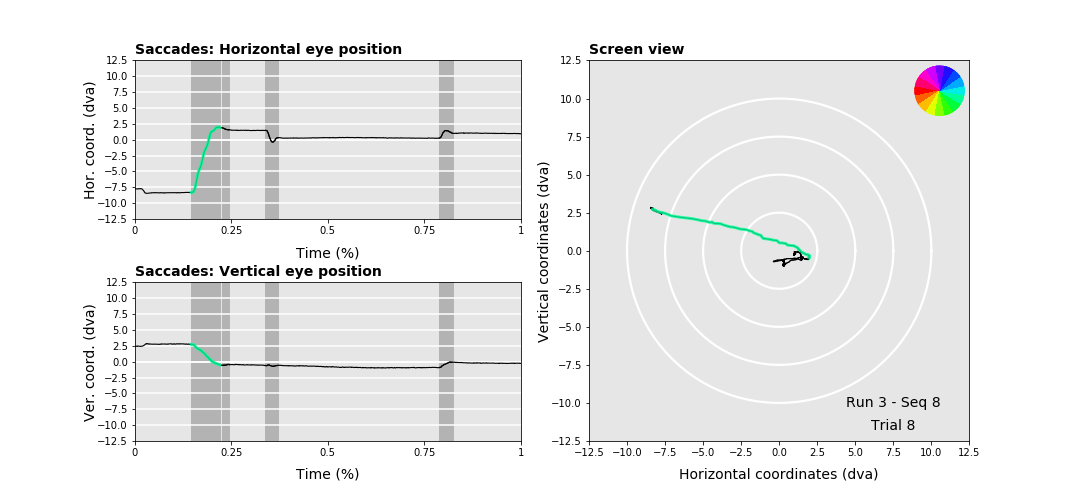 Saccades: Horizontal eye position
12.5
10.0
7.5
5.0
2.5
0.0
−2.5
−5.0
−7.5
−10.0
−12.5
Hor. coord. (dva)
0 0.25 0.5 0.75 1
Time (%)
Saccades: Vertical eye position
12.5
10.0
7.5
5.0
2.5
0.0
−2.5
−5.0
−7.5
−10.0
−12.5
Ver. coord. (dva)
0 0.25 0.5 0.75 1
Time (%)
Screen view
12.5
10.0
7.5
5.0
2.5
0.0
−2.5
−5.0
−7.5
−10.0
−12.5
Vertical coordinates (dva)
Run 3 - Seq 8
Trial 8
−12.5 −10.0 −7.5 −5.0 −2.5 0.0 2.5 5.0 7.5 10.0 12.5
Horizontal coordinates (dva)